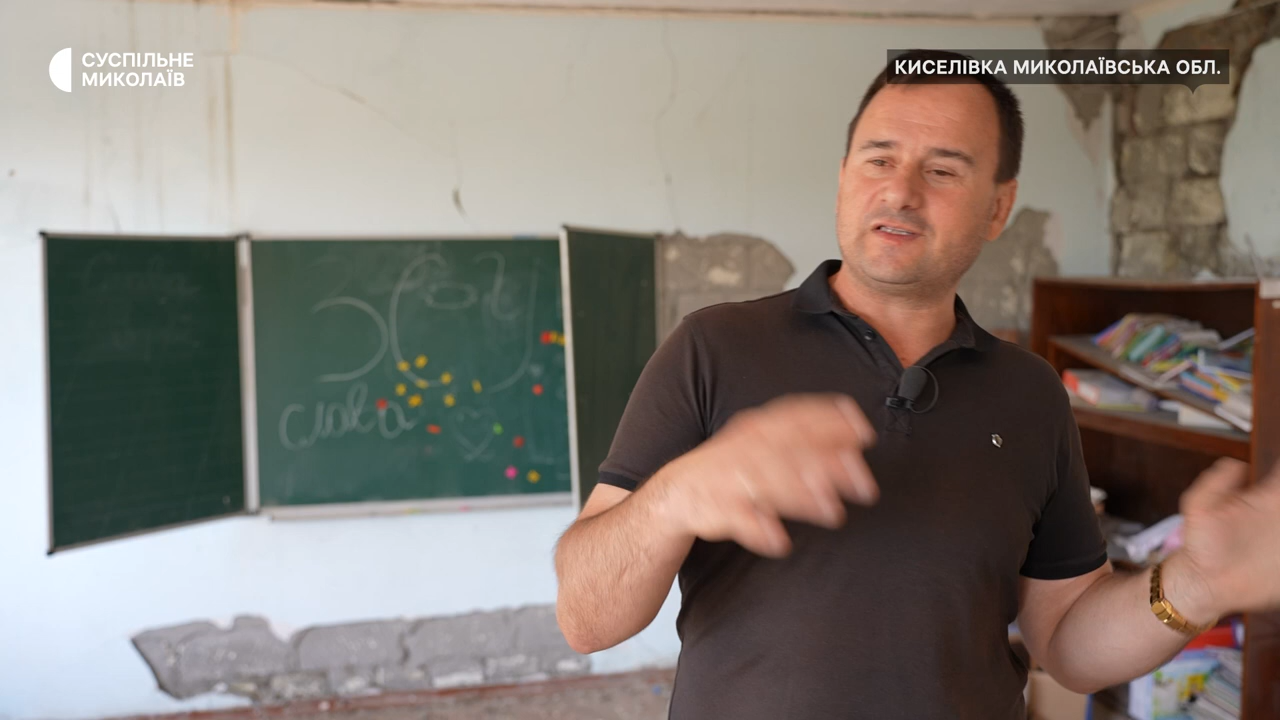 СУСПІЛЬНЕ
МИКОЛАЇВ
КИСЕЛІВКА МИКОЛАЇВСЬКА ОБЛ.
ЗСУ
слава